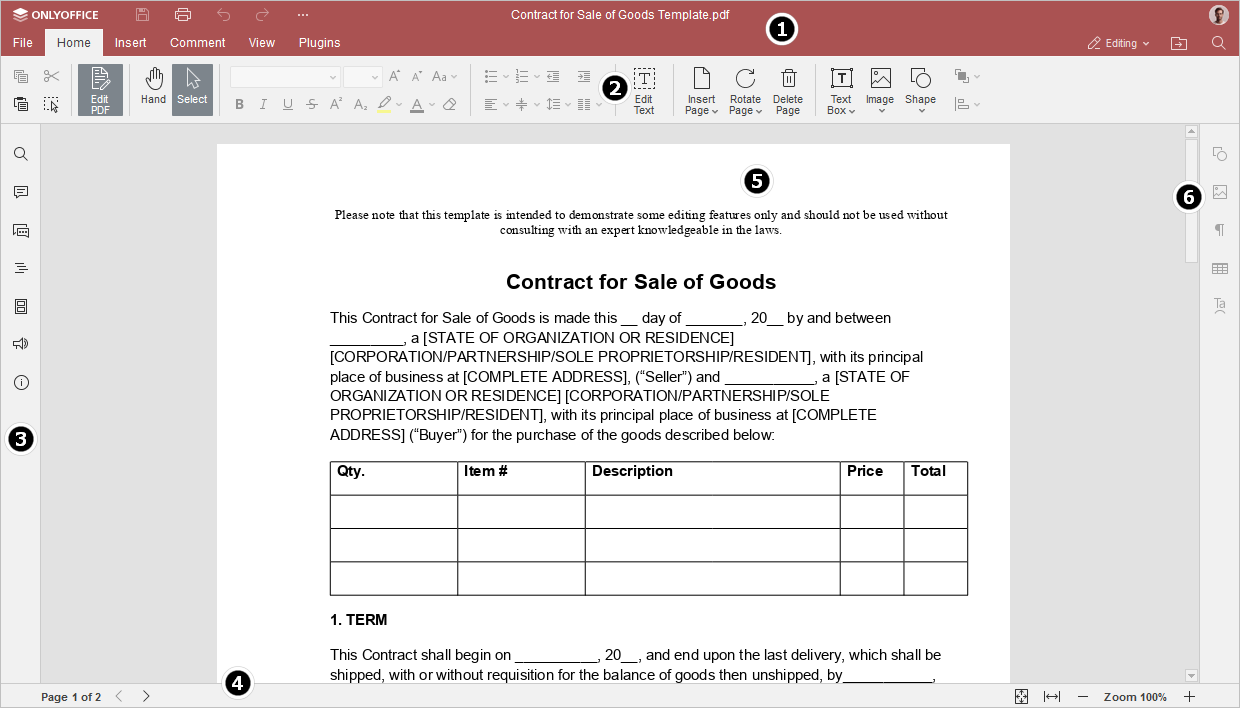 ONLYOFFICE
Contract for Sale of Goods Template.pdf
1
File Home Insert Comment View Plugins
Editing
Edit PDF
Hand
Select
B I U S A² A₂
Aa
2
Edit Text
Insert Page
Rotate Page
Delete Page
Text Box
Image
Shape
5
6
Please note that this template is intended to demonstrate some editing features only and should not be used without
consulting with an expert knowledgeable in the laws.
Contract for Sale of Goods
This Contract for Sale of Goods is made this __ day of _______, 20__ by and between
_________, a [STATE OF ORGANIZATION OR RESIDENCE]
[CORPORATION/PARTNERSHIP/SOLE PROPRIETORSHIP/RESIDENT], with its principal
place of business at [COMPLETE ADDRESS], (“Seller”) and ___________, a [STATE OF
ORGANIZATION OR RESIDENCE] [CORPORATION/PARTNERSHIP/SOLE
PROPRIETORSHIP/RESIDENT], with its principal place of business at [COMPLETE
ADDRESS] (“Buyer”) for the purchase of the goods described below:
3
Qty. Item # Description Price Total
1. TERM
This Contract shall begin on __________, 20__, and end upon the last delivery, which shall be
shipped, with or without requisition for the balance of goods then unshipped, by___________,
4
Page 1 of 2
Zoom 100%